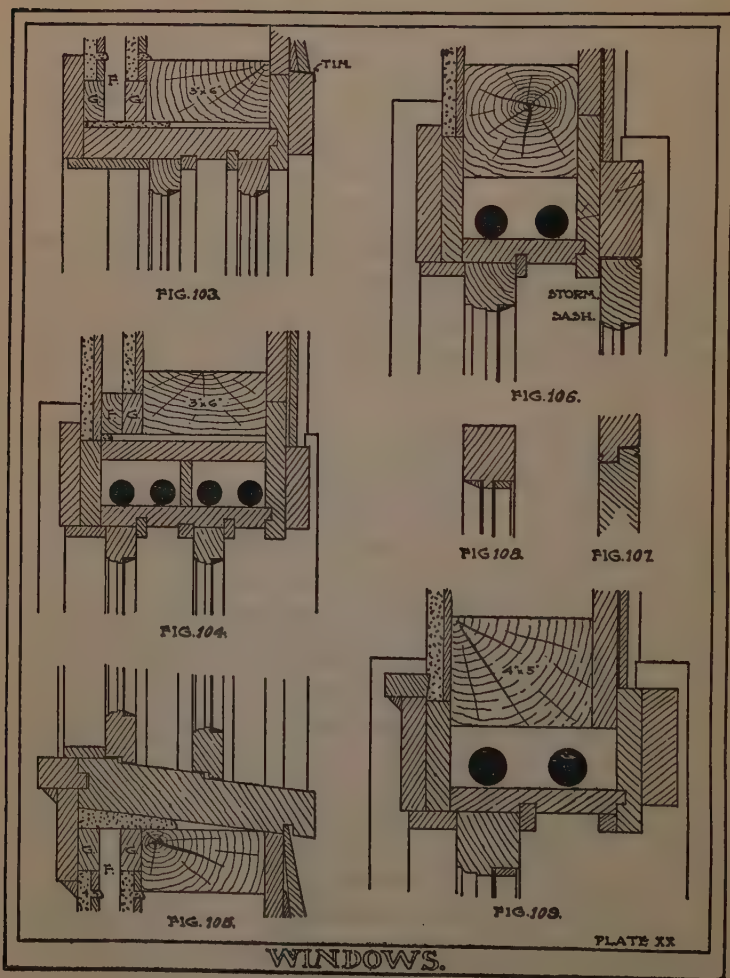 TIN.
F.
G
G
3"x6"
FIG.103.
STORM.
SASH.
FIG.106.
3"x6"
F
G
FIG.104.
FIG.108.
FIG.107.
4"x5"
G
F.
G
FIG.105.
FIG.109.
PLATE XX
WINDOWS.